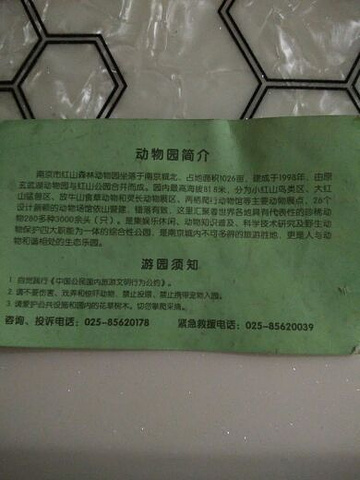 动物园简介
南京市红山森林动物园坐落于南京城北，占地面积1026亩，建成于1998年，由原
玄武湖动物园与红山公园合并而成。园内最高海拔81.8米，分为小红山鸟类区、大红
山猛兽区、放牛山食草动物和灵长动物展区、两栖爬行动物馆等主要动物展点，26个
设计新颖的动物场馆依山就建、错落有致，这里汇聚着世界各地具有代表性的珍稀动
物260多种3000余头（只）。是集娱乐休闲、动物知识普及、科学技术研究及野生动
物保护四大职能为一体的综合性公园，是南京城内不可多得的旅游胜地，更是人与动
物和谐相处的生态乐园。
游园须知
1. 自觉践行《中国公民国内旅游文明行为公约》。
2. 请不要伤害、戏弄和惊吓动物，禁止投喂、禁止携带宠物入园。
3. 请爱护公共设施和园内的花草树木，切勿攀爬采摘。
咨询、投诉电话：025-85620178 紧急救援电话：025-85620039